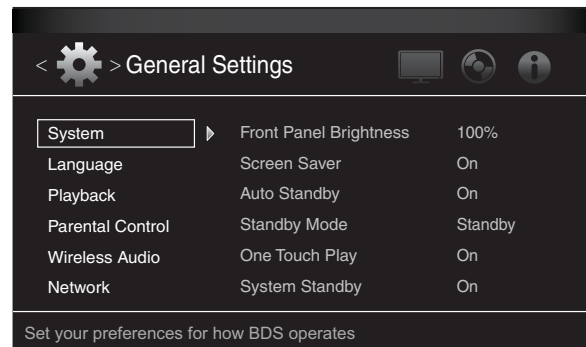 < > General Settings
System Front Panel Brightness 100%
Language Screen Saver On
Playback Auto Standby On
Parental Control Standby Mode Standby
Wireless Audio One Touch Play On
Network System Standby On
Set your preferences for how BDS operates